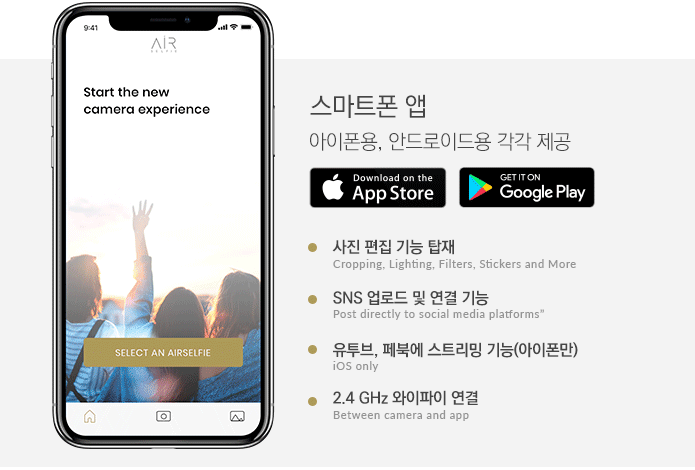 9:41
AIR
SELFIE
Start the new
camera experience
SELECT AN AIRSELFIE
스마트폰 앱
아이폰용, 안드로이드용 각각 제공
Download on the
App Store
GET IT ON
Google Play
사진 편집 기능 탑재
Cropping, Lighting, Filters, Stickers and More
SNS 업로드 및 연결 기능
Post directly to social media platforms”
유투브, 페북에 스트리밍 기능(아이폰만)
iOS only
2.4 GHz 와이파이 연결
Between camera and app